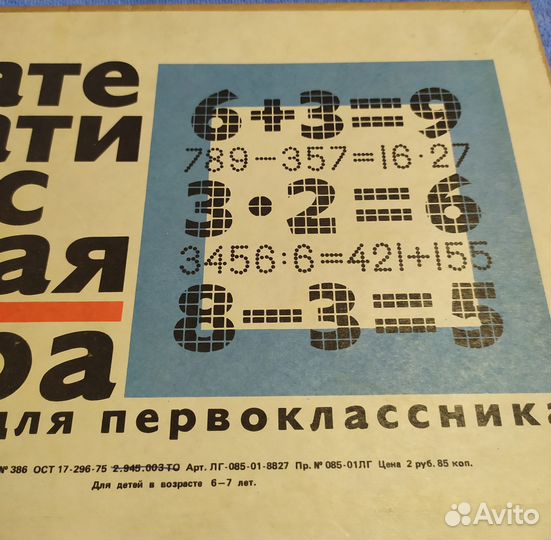 ате
ати
с
ая
ра
6+3=9
789-357=16·27
3·2=6
3456:6=421+155
8-3=5
для первоклассника
№ 386 ОСТ 17-296-75 2.945.003 ТО Арт. ЛГ-085-01-8827 Пр. № 085-01ЛГ Цена 2 руб. 85 коп.
Для детей в возрасте 6–7 лет.
Avito